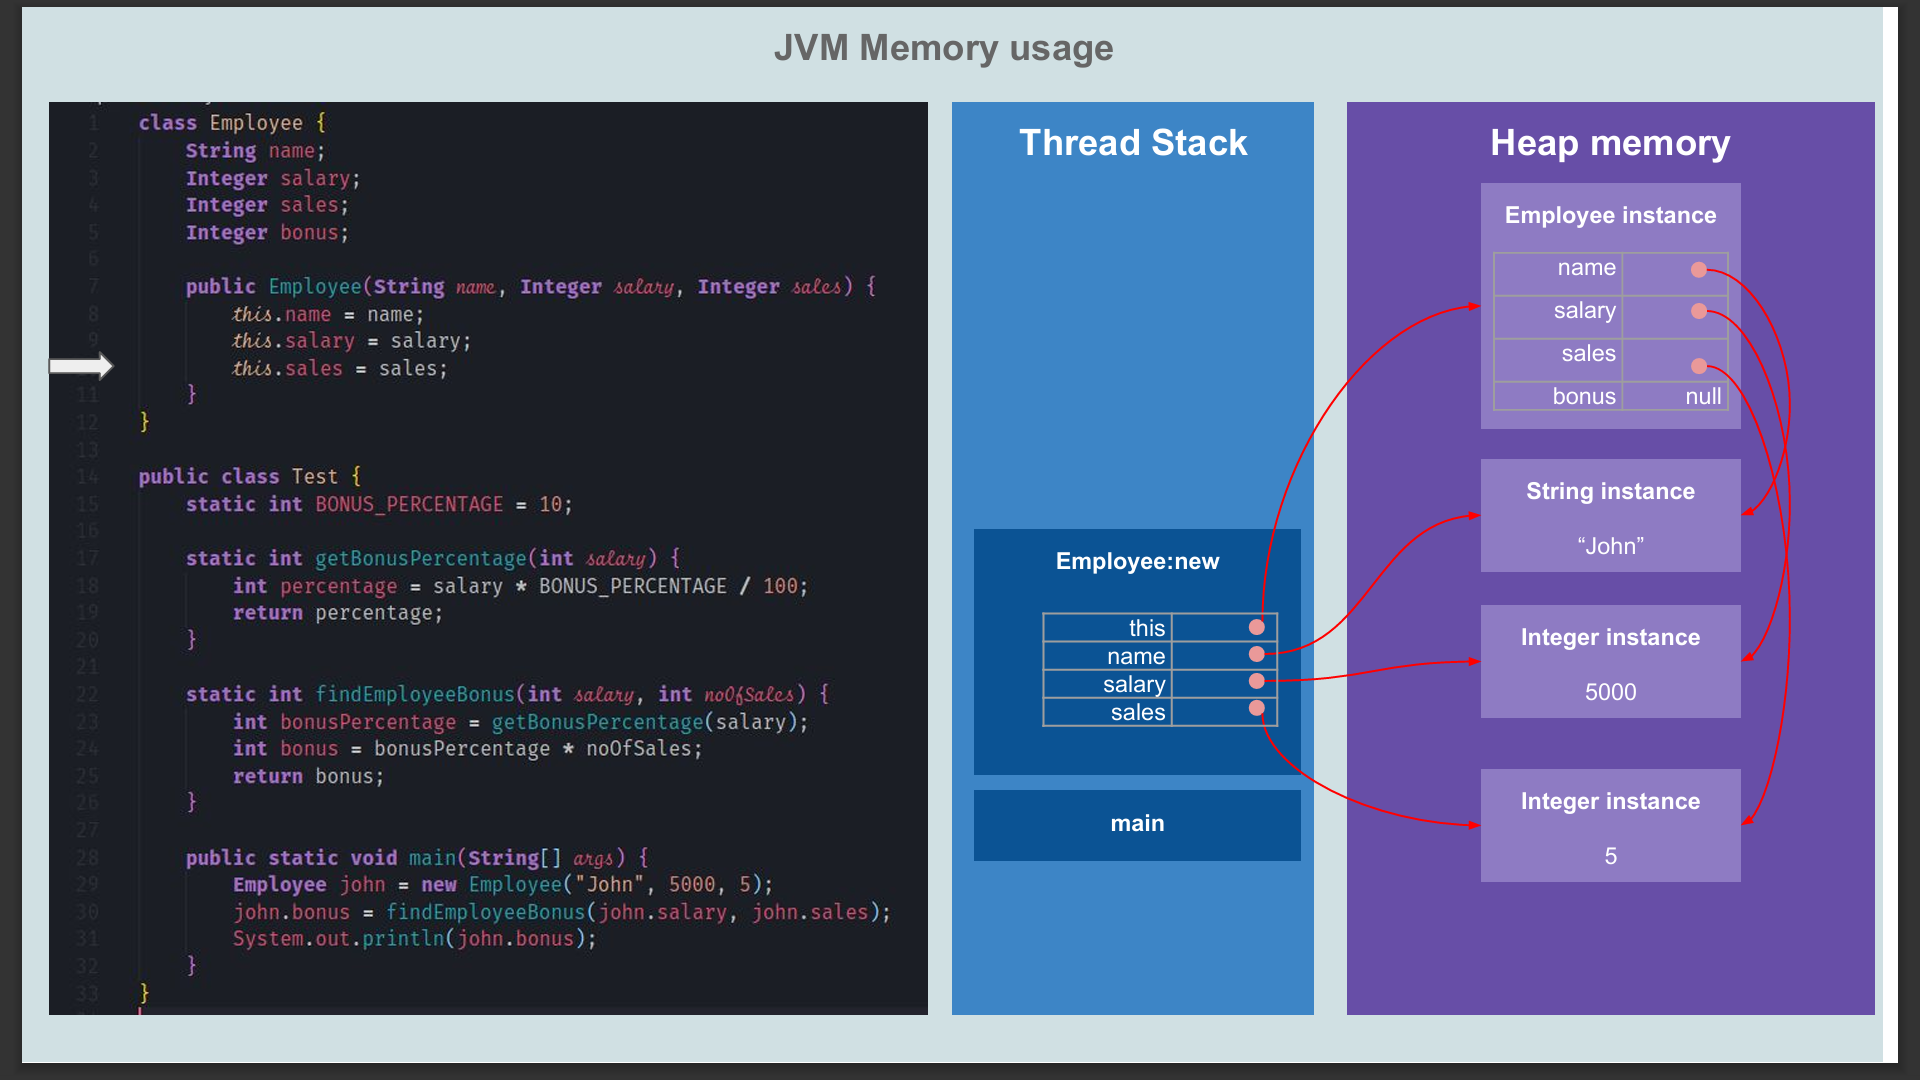 JVM Memory usage
1 class Employee {
2 String name;
3 Integer salary;
4 Integer sales;
5 Integer bonus;
6
7 public Employee(String name, Integer salary, Integer sales) {
8 this.name = name;
9 this.salary = salary;
this.sales = sales;
11 }
12 }
13
14 public class Test {
15 static int BONUS_PERCENTAGE = 10;
16
17 static int getBonusPercentage(int salary) {
18 int percentage = salary * BONUS_PERCENTAGE / 100;
19 return percentage;
20 }
21
22 static int findEmployeeBonus(int salary, int noOfSales) {
23 int bonusPercentage = getBonusPercentage(salary);
24 int bonus = bonusPercentage * noOfSales;
25 return bonus;
26 }
27
28 public static void main(String[] args) {
29 Employee john = new Employee("John", 5000, 5);
30 john.bonus = findEmployeeBonus(john.salary, john.sales);
31 System.out.println(john.bonus);
32 }
33 }
Thread Stack
Employee:new
this
name
salary
sales
main
Heap memory
Employee instance
name
salary
sales
bonus null
String instance
“John”
Integer instance
5000
Integer instance
5